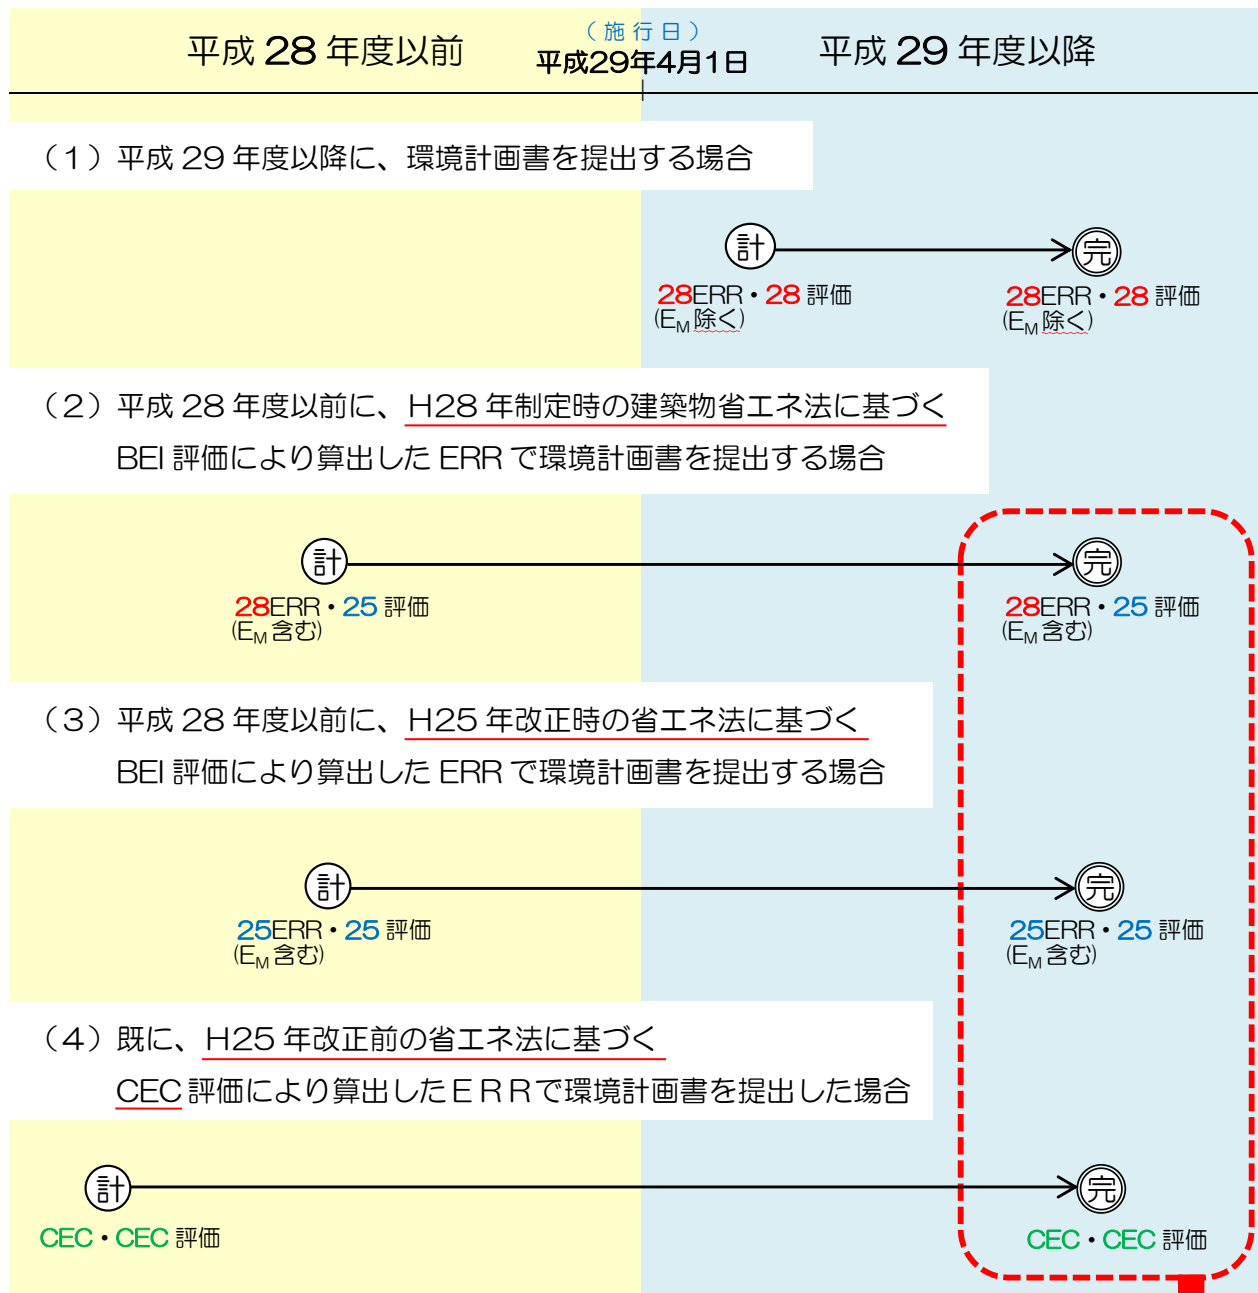 平成 28 年度以前
（ 施 行 日 ）
平成29年4月1日
平成 29 年度以降
（1）平成 29 年度以降に、環境計画書を提出する場合
計
完
28ERR・28 評価
(EM 除く)
28ERR・28 評価
(EM 除く)
（2）平成 28 年度以前に、H28 年制定時の建築物省エネ法に基づく
BEI 評価により算出した ERR で環境計画書を提出する場合
計
完
28ERR・25 評価
(EM 含む)
28ERR・25 評価
(EM 含む)
（3）平成 28 年度以前に、H25 年改正時の省エネ法に基づく
BEI 評価により算出した ERR で環境計画書を提出する場合
計
完
25ERR・25 評価
(EM 含む)
25ERR・25 評価
(EM 含む)
（4）既に、H25 年改正前の省エネ法に基づく
CEC 評価により算出したＥＲＲで環境計画書を提出した場合
計
完
CEC・CEC 評価
CEC・CEC 評価